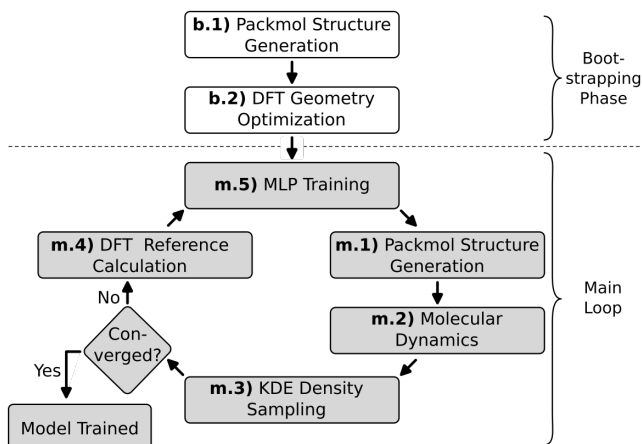 b.1) Packmol Structure
Generation
Boot-
strapping
Phase
b.2) DFT Geometry
Optimization
m.5) MLP Training
m.4) DFT Reference
Calculation
m.1) Packmol Structure
Generation
No
Main
Loop
m.2) Molecular
Dynamics
Con-
verged?
Yes
m.3) KDE Density
Sampling
Model Trained